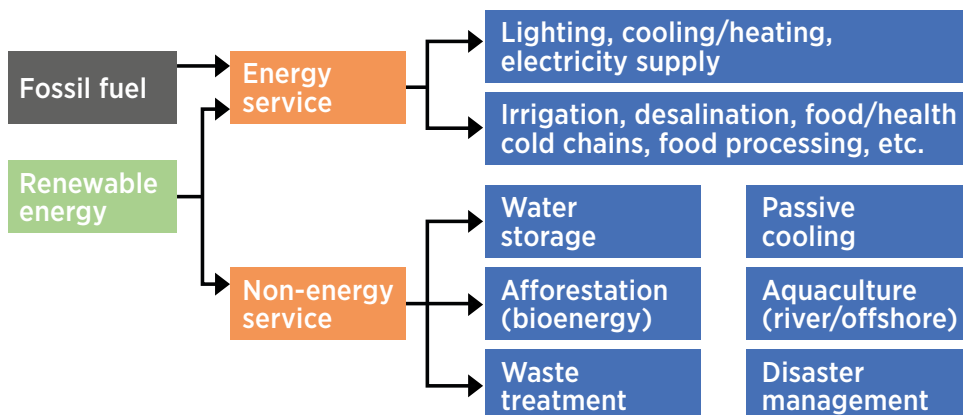 Fossil fuel
Renewable
energy
Energy
service
Non-energy
service
Lighting, cooling/heating,
electricity supply
Irrigation, desalination, food/health
cold chains, food processing, etc.
Water
storage
Passive
cooling
Afforestation
(bioenergy)
Aquaculture
(river/offshore)
Waste
treatment
Disaster
management